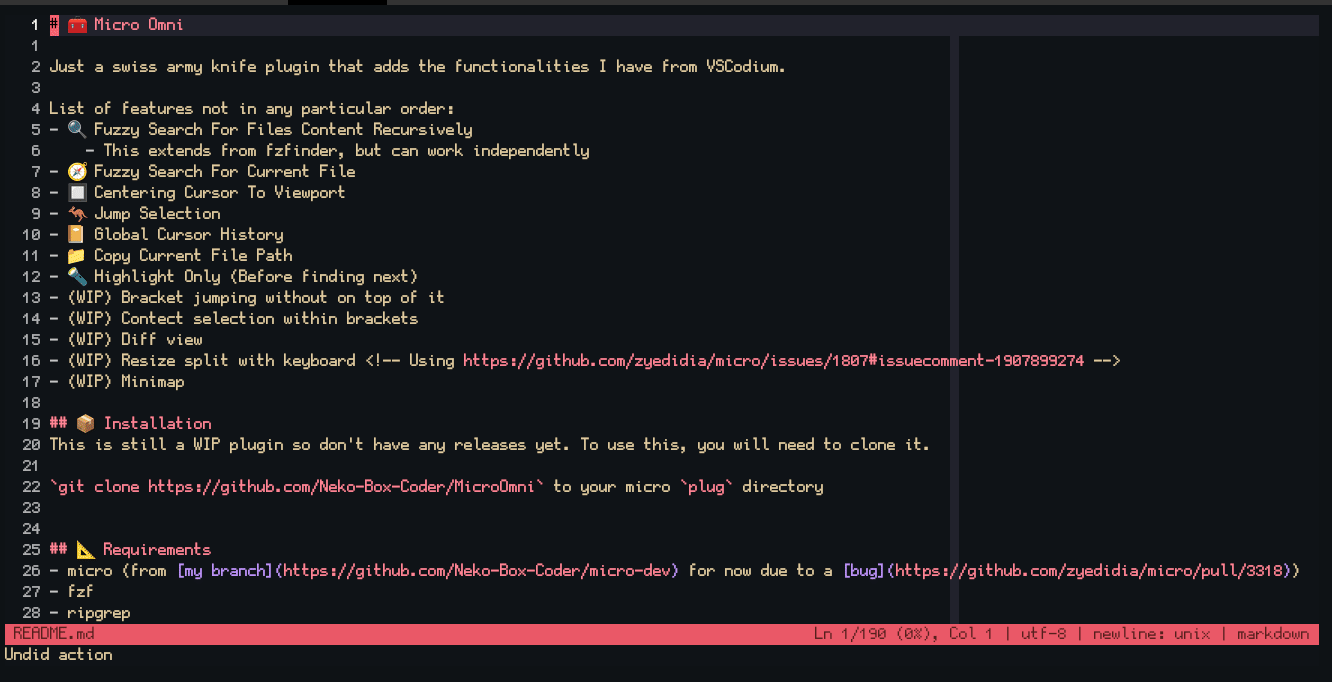 1 # 🧰 Micro Omni
1
2 Just a swiss army knife plugin that adds the functionalities I have from VSCodium.
3
4 List of features not in any particular order:
5 - 🔍 Fuzzy Search For Files Content Recursively
6     - This extends from fzfinder, but can work independently
7 - 🧭 Fuzzy Search For Current File
8 - 🔲 Centering Cursor To Viewport
9 - 🦘 Jump Selection
10 - 📔 Global Cursor History
11 - 📁 Copy Current File Path
12 - 🔦 Highlight Only (Before finding next)
13 - (WIP) Bracket jumping without on top of it
14 - (WIP) Contect selection within brackets
15 - (WIP) Diff view
16 - (WIP) Resize split with keyboard <!-- Using https://github.com/zyedidia/micro/issues/1807#issuecomment-1907899274 -->
17 - (WIP) Minimap
18
19 ## 📦 Installation
20 This is still a WIP plugin so don't have any releases yet. To use this, you will need to clone it.
21
22 `git clone https://github.com/Neko-Box-Coder/MicroOmni` to your micro `plug` directory
23
24
25 ## 📐 Requirements
26 - micro (from [my branch](https://github.com/Neko-Box-Coder/micro-dev) for now due to a [bug](https://github.com/zyedidia/micro/pull/3318))
27 - fzf
28 - ripgrep
README.md Ln 1/190 (0%), Col 1 | utf-8 | newline: unix | markdown
Undid action